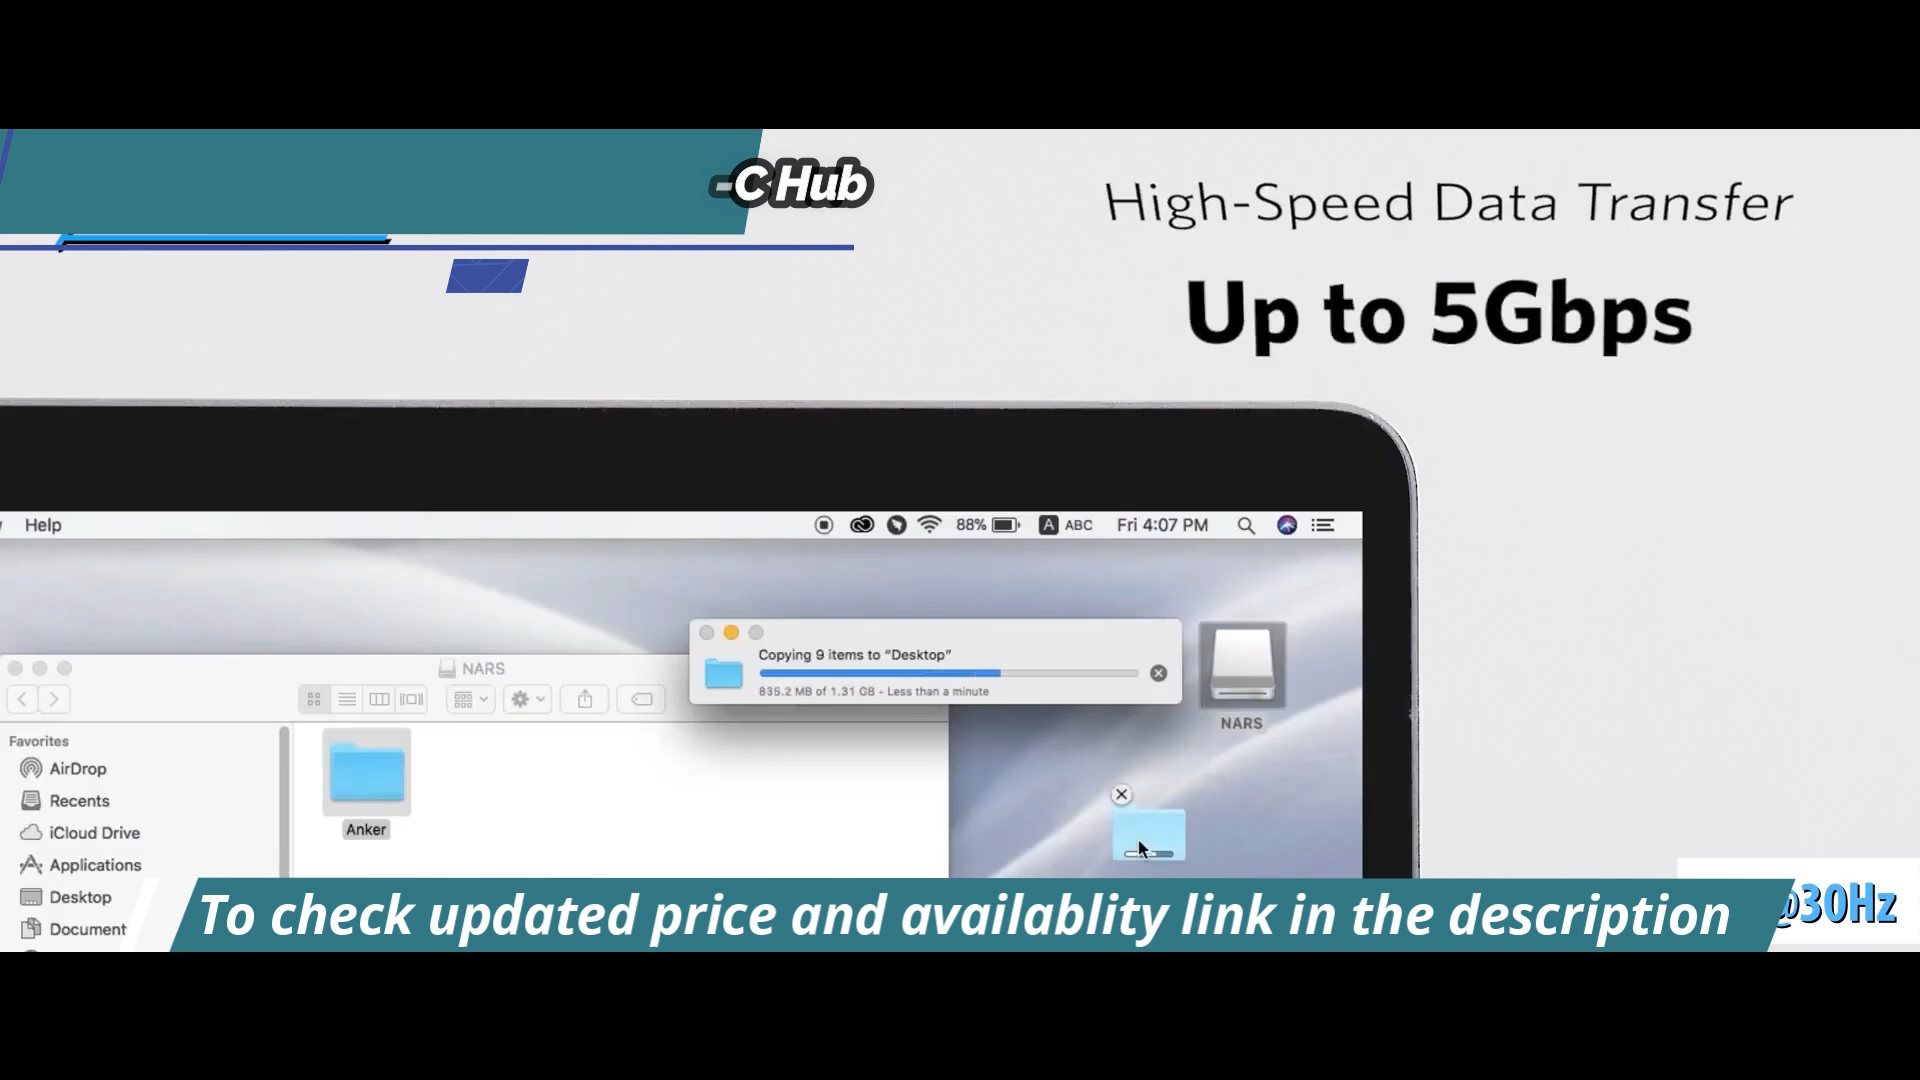 -C Hub
High-Speed Data Transfer
Up to 5Gbps
Help
88%
A ABC
Fri 4:07 PM
Copying 9 items to “Desktop”
835.2 MB of 1.31 GB - Less than a minute
NARS
NARS
Favorites
AirDrop
Recents
iCloud Drive
Applications
Desktop
Document
Anker
To check updated price and availablity link in the description
@30Hz